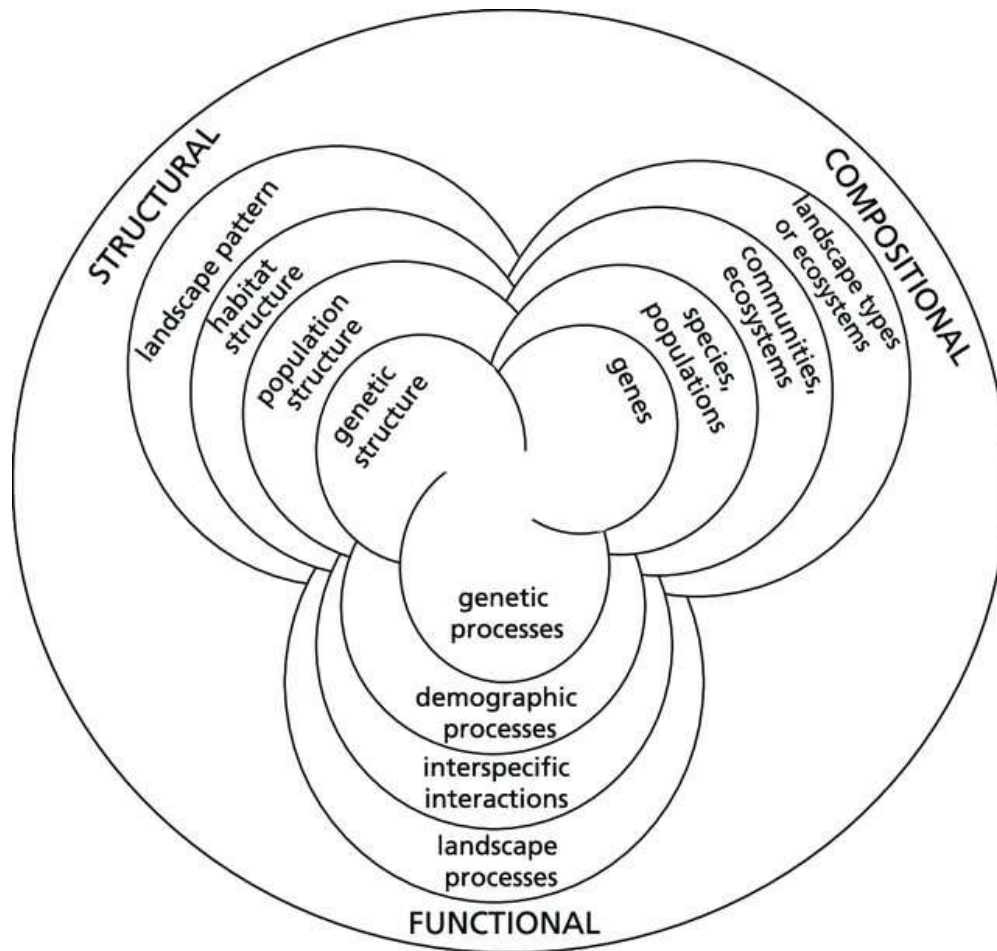 STRUCTURAL
landscape pattern
habitat
structure
population
structure
genetic
structure
COMPOSITIONAL
landscape types
or ecosystems
communities,
ecosystems
species,
populations
genes
genetic
processes
demographic
processes
interspecific
interactions
landscape
processes
FUNCTIONAL